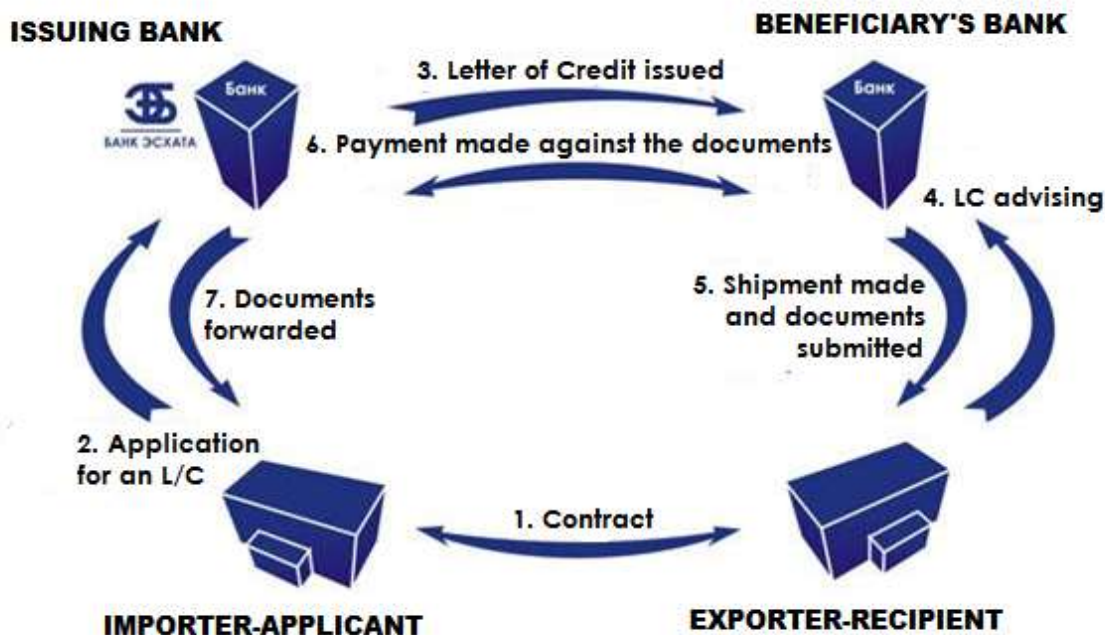 ISSUING BANK
BENEFICIARY'S BANK
3. Letter of Credit issued
Банк
Банк
ЭБ
БАНК ЭСХАТА
6. Payment made against the documents
4. LC advising
7. Documents
forwarded
5. Shipment made
and documents
submitted
2. Application
for an L/C
1. Contract
IMPORTER-APPLICANT
EXPORTER-RECIPIENT